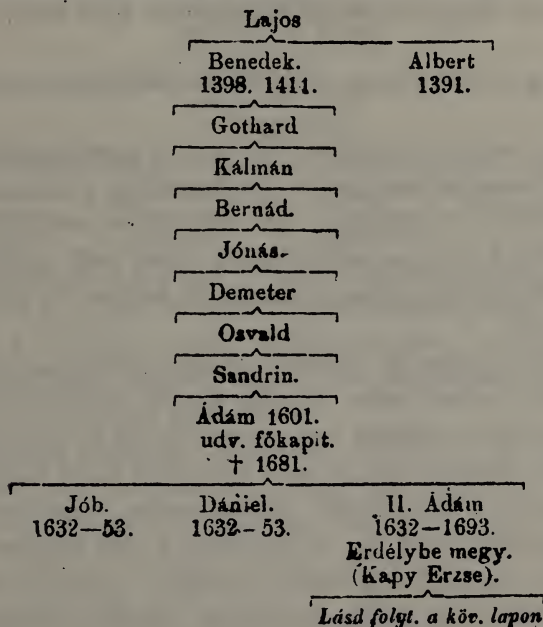 Lajos
Benedek. Albert
1398. 1411. 1391.
Gothard
Kálmán
Bernád.
Jónás.
Demeter
Osvald
Sandrin.
Ádám 1601.
udv. főkapit.
† 1681.
Jób. Dániel. II. Ádám
1632—53. 1632–53. 1632—1693.
Erdélybe megy.
(Kapy Erzse).
Lásd folyt. a köv. lapon